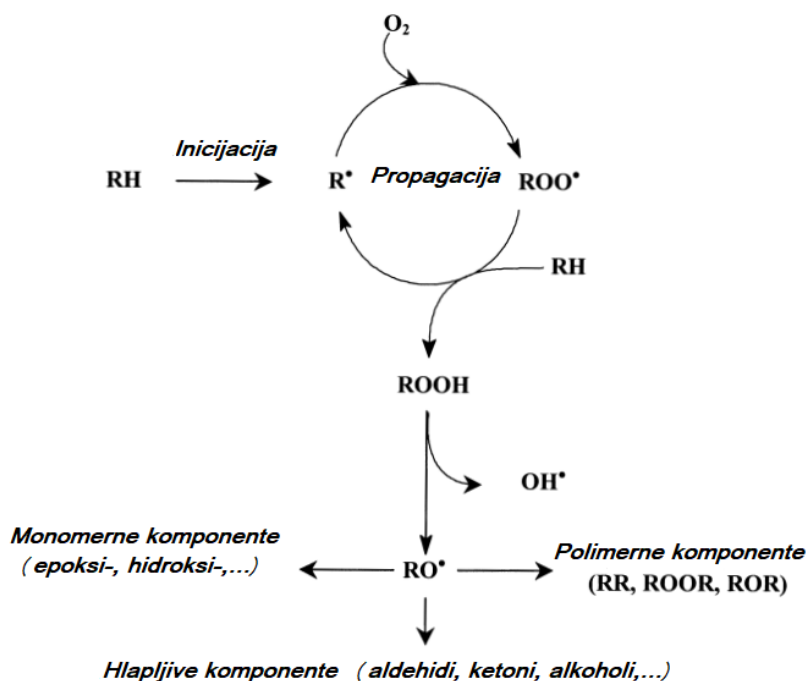 O₂
Inicijacija
RH
R•
Propagacija
ROO•
RH
ROOH
OH•
Monomerne komponente
(epoksi-, hidroksi-,...)
RO•
Polimerne komponente
(RR, ROOR, ROR)
Hlapljive komponente (aldehidi, ketoni, alkoholi,...)